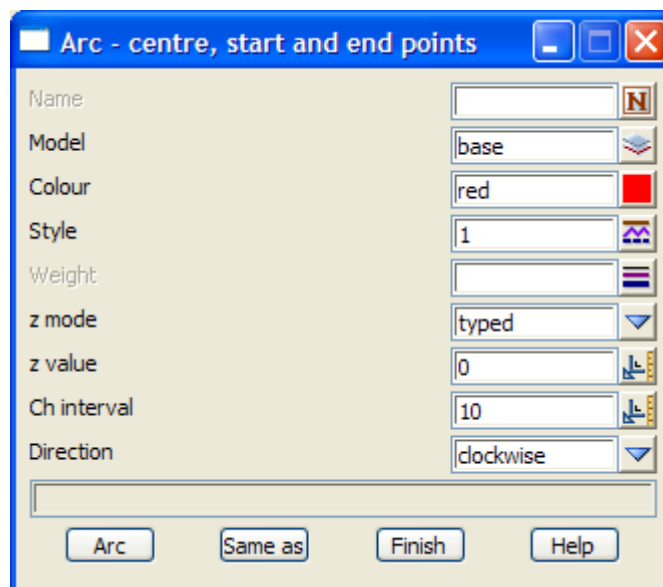 Arc - centre, start and end points
Name N
Model base
Colour red
Style 1
Weight
z mode typed
z value 0
Ch interval 10
Direction clockwise
Arc Same as Finish Help